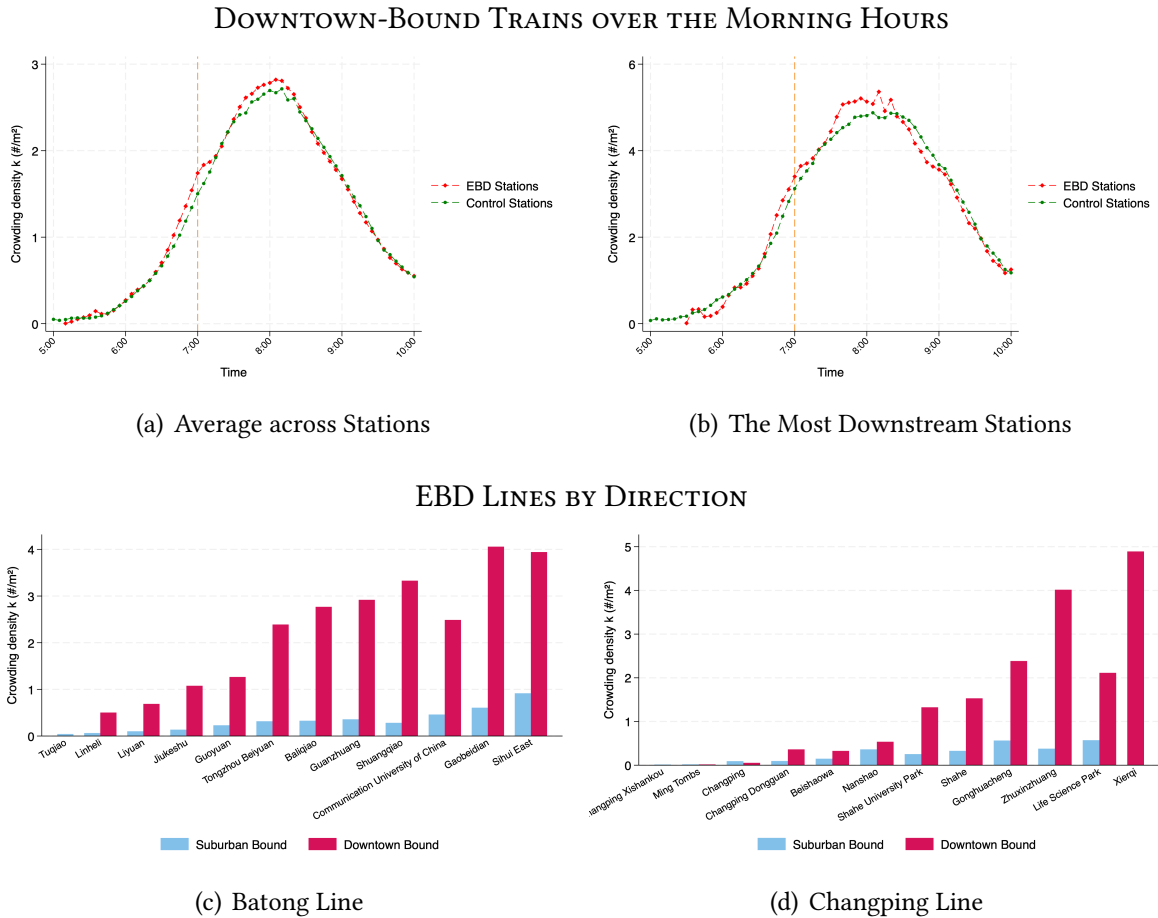 DOWNTOWN-BOUND TRAINS OVER THE MORNING HOURS
Crowding density k (#/m²)
3
2
1
0
5:00
6:00
7:00
8:00
9:00
10:00
Time
EBD Stations
Control Stations
(a) Average across Stations
Crowding density k (#/m²)
6
4
2
0
5:00
6:00
7:00
8:00
9:00
10:00
Time
EBD Stations
Control Stations
(b) The Most Downstream Stations
EBD LINES BY DIRECTION
Crowding density k (#/m²)
4
3
2
1
0
Tuqiao
Linheli
Liyuan
Jiukeshu
Guoyuan
Tongzhou Beiyuan
Baliqiao
Guanzhuang
Shuangqiao
Communication University of China
Gaobeidian
Sihui East
Suburban Bound
Downtown Bound
(c) Batong Line
Crowding density k (#/m²)
5
4
3
2
1
0
hangping Xishankou
Ming Tombs
Changping
Changping Dongguan
Beishaowa
Nanshao
Shahe University Park
Shahe
Gonghuacheng
Zhuxinzhuang
Life Science Park
Xierqi
Suburban Bound
Downtown Bound
(d) Changping Line